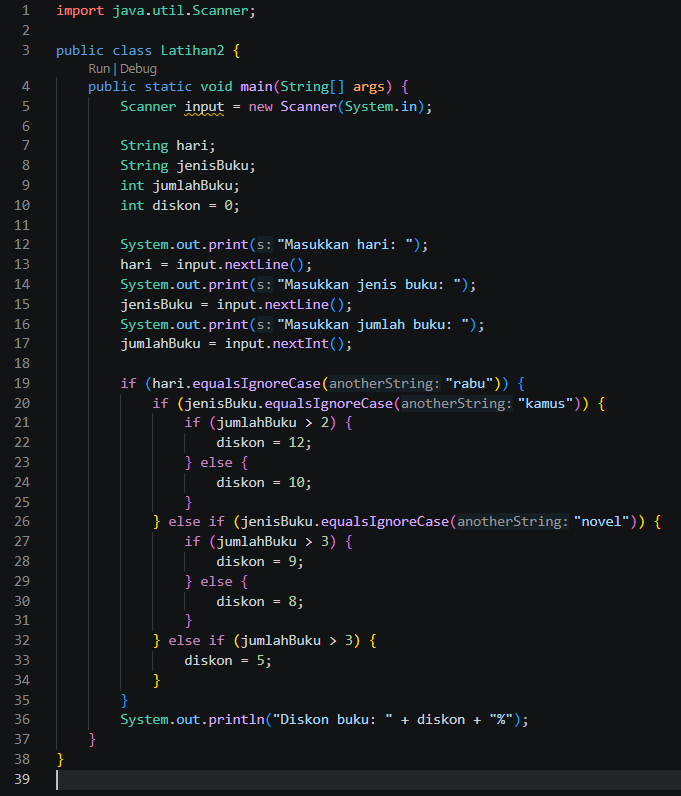 1 import java.util.Scanner;
2
3 public class Latihan2 {
Run | Debug
4     public static void main(String[] args) {
5         Scanner input = new Scanner(System.in);
6
7         String hari;
8         String jenisBuku;
9         int jumlahBuku;
10         int diskon = 0;
11
12         System.out.print(s: "Masukkan hari: ");
13         hari = input.nextLine();
14         System.out.print(s: "Masukkan jenis buku: ");
15         jenisBuku = input.nextLine();
16         System.out.print(s: "Masukkan jumlah buku: ");
17         jumlahBuku = input.nextInt();
18
19         if (hari.equalsIgnoreCase(anotherString: "rabu")) {
20             if (jenisBuku.equalsIgnoreCase(anotherString: "kamus")) {
21                 if (jumlahBuku > 2) {
22                     diskon = 12;
23                 } else {
24                     diskon = 10;
25                 }
26             } else if (jenisBuku.equalsIgnoreCase(anotherString: "novel")) {
27                 if (jumlahBuku > 3) {
28                     diskon = 9;
29                 } else {
30                     diskon = 8;
31                 }
32             } else if (jumlahBuku > 3) {
33                 diskon = 5;
34             }
35         }
36         System.out.println("Diskon buku: " + diskon + "%");
37     }
38 }
39